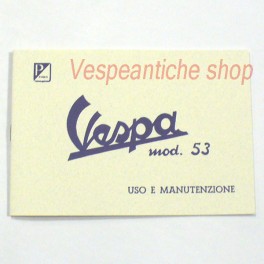 Vespeantiche shop
Vespa
mod. 53
USO E MANUTENZIONE